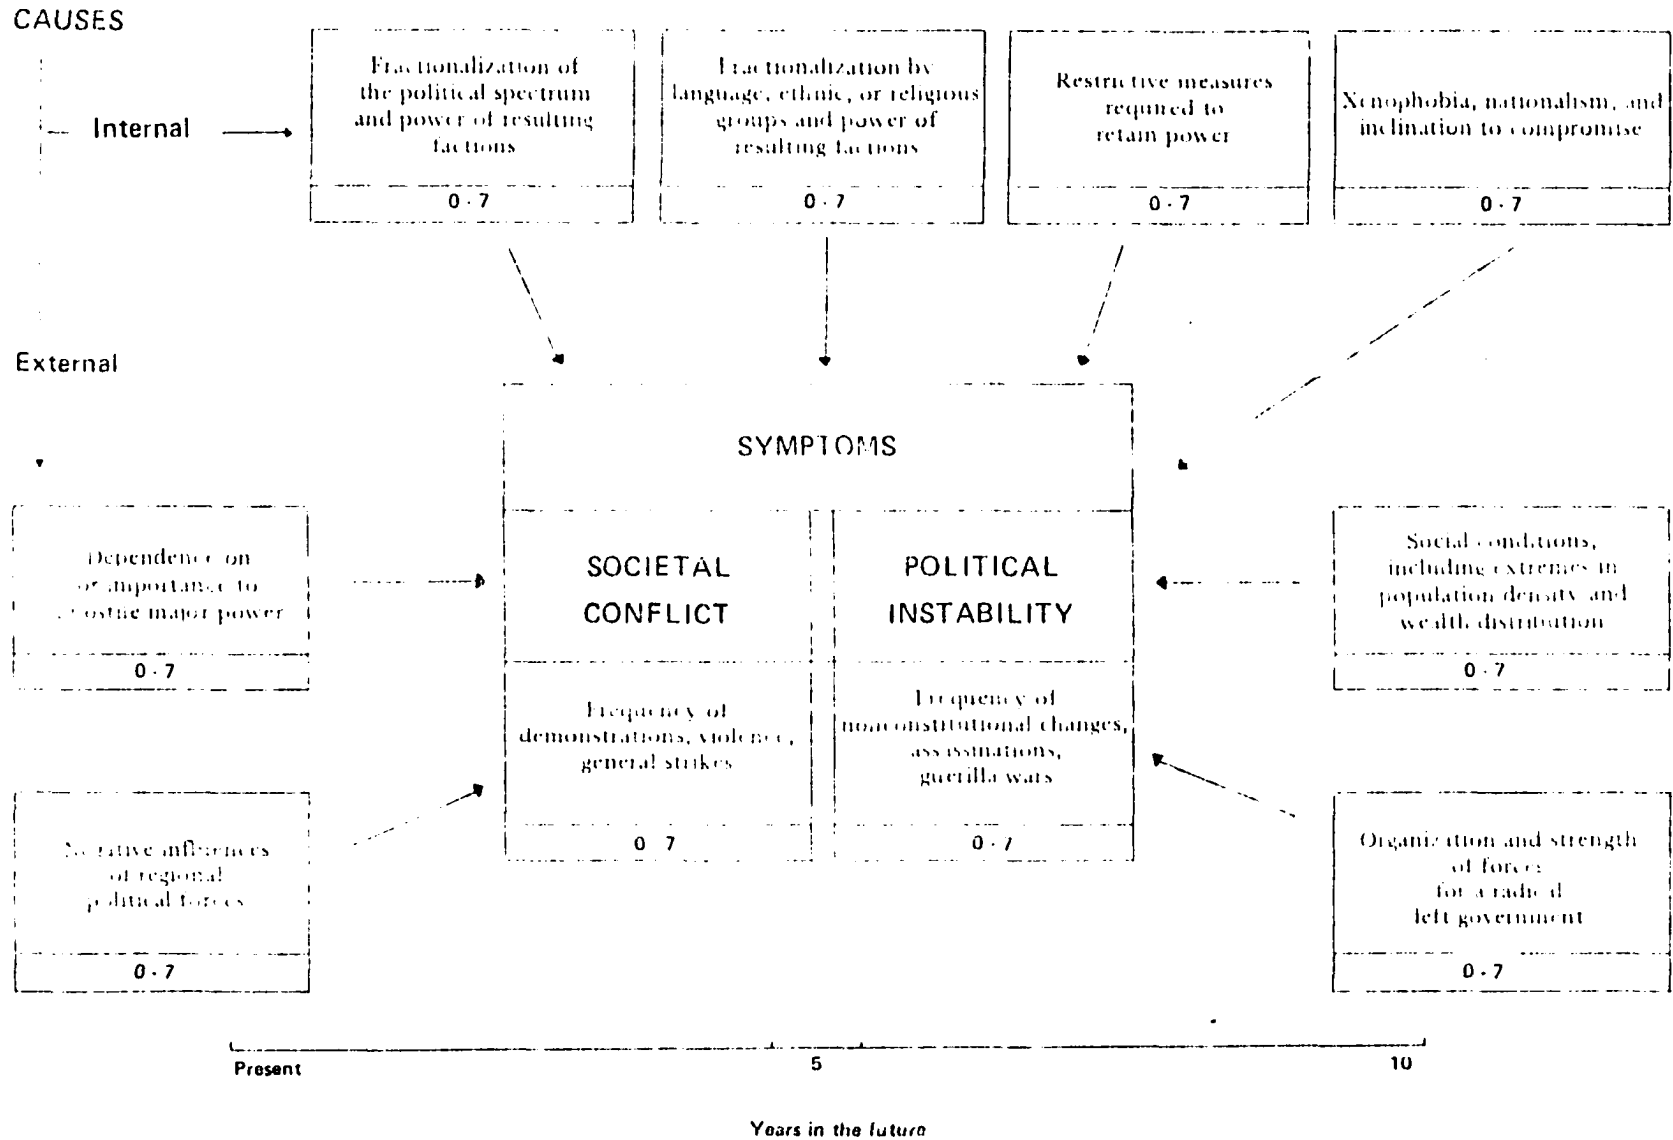 CAUSES
Internal
Fractionalization of
the political spectrum
and power of resulting
factions
0 - 7
Fractionalization by
language, ethnic, or religious
groups and power of
resulting factions
0 - 7
Restrictive measures
required to
retain power
0 - 7
Xenophobia, nationalism, and
inclination to compromise
0 - 7
External
SYMPTOMS
Dependence on
or importance to
major power
0 - 7
SOCIETAL
CONFLICT
POLITICAL
INSTABILITY
Social conditions,
including extremes in
population density and
wealth distribution
0 - 7
Frequency of
demonstrations, violence,
general strikes
0 7
Frequency of
nonconstitutional changes,
assissinations,
guerilla wars
0 - 7
Negative influences
of regional
political forces
0 - 7
Organization and strength
of forces
for a radical
left government
0 - 7
Present
5
10
Years in the future